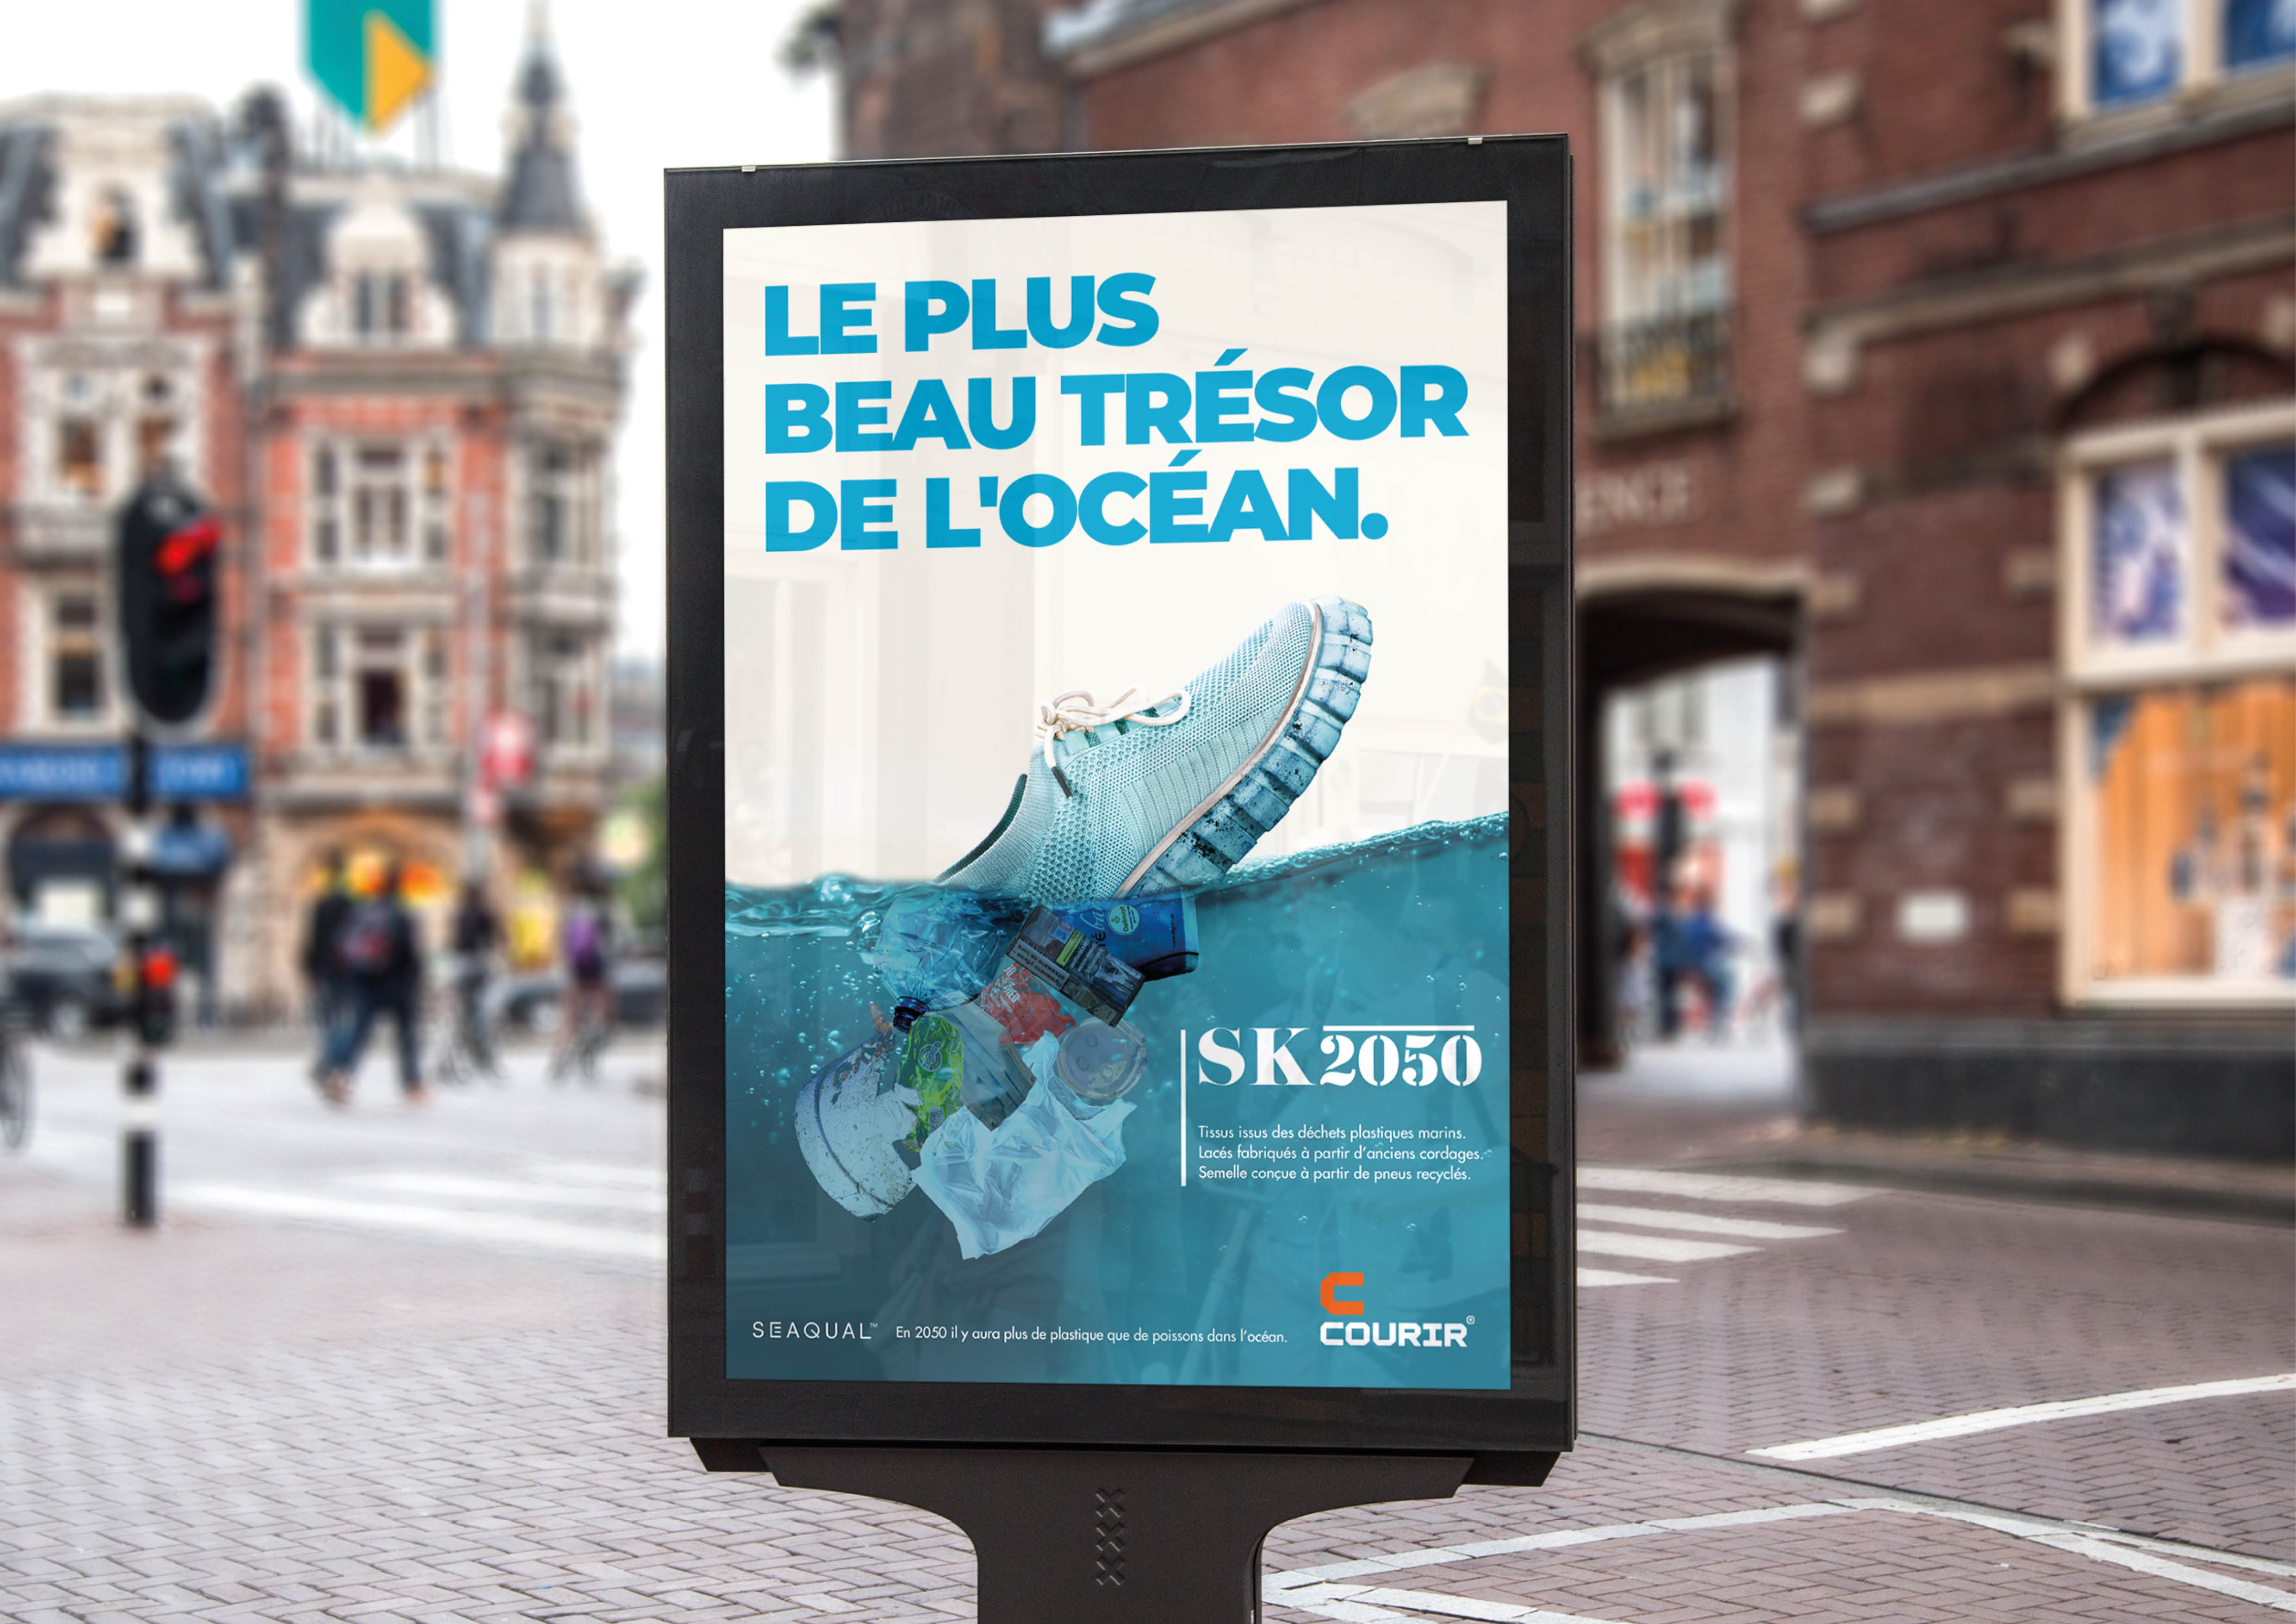 LE PLUS
BEAU TRÉSOR
DE L'OCÉAN.
SK2050
Tissus issus des déchets plastiques marins.
Lacés fabriqués à partir d'anciens cordages.
Semelle conçue à partir de pneus recyclés.
SEAQUAL™ En 2050 il y aura plus de plastique que de poissons dans l'océan.
COURIR®